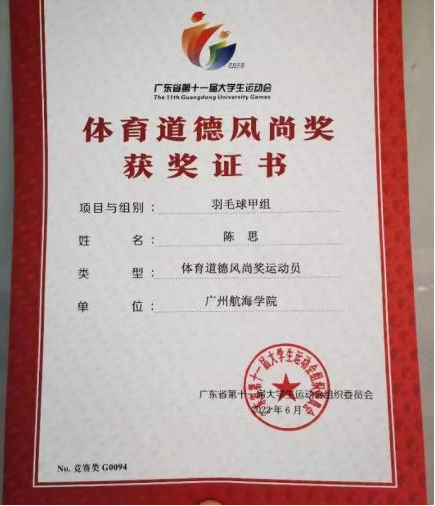 广东省第十一届大学生运动会
The 11th Guangdong University Games
体育道德风尚奖
获奖证书
项目与组别： 羽毛球甲组
姓名： 陈思
类型： 体育道德风尚奖运动员
单位： 广州航海学院
广东省第十一届大学生运动会组织委员会
2022年6月
No. 竞赛类 G0094